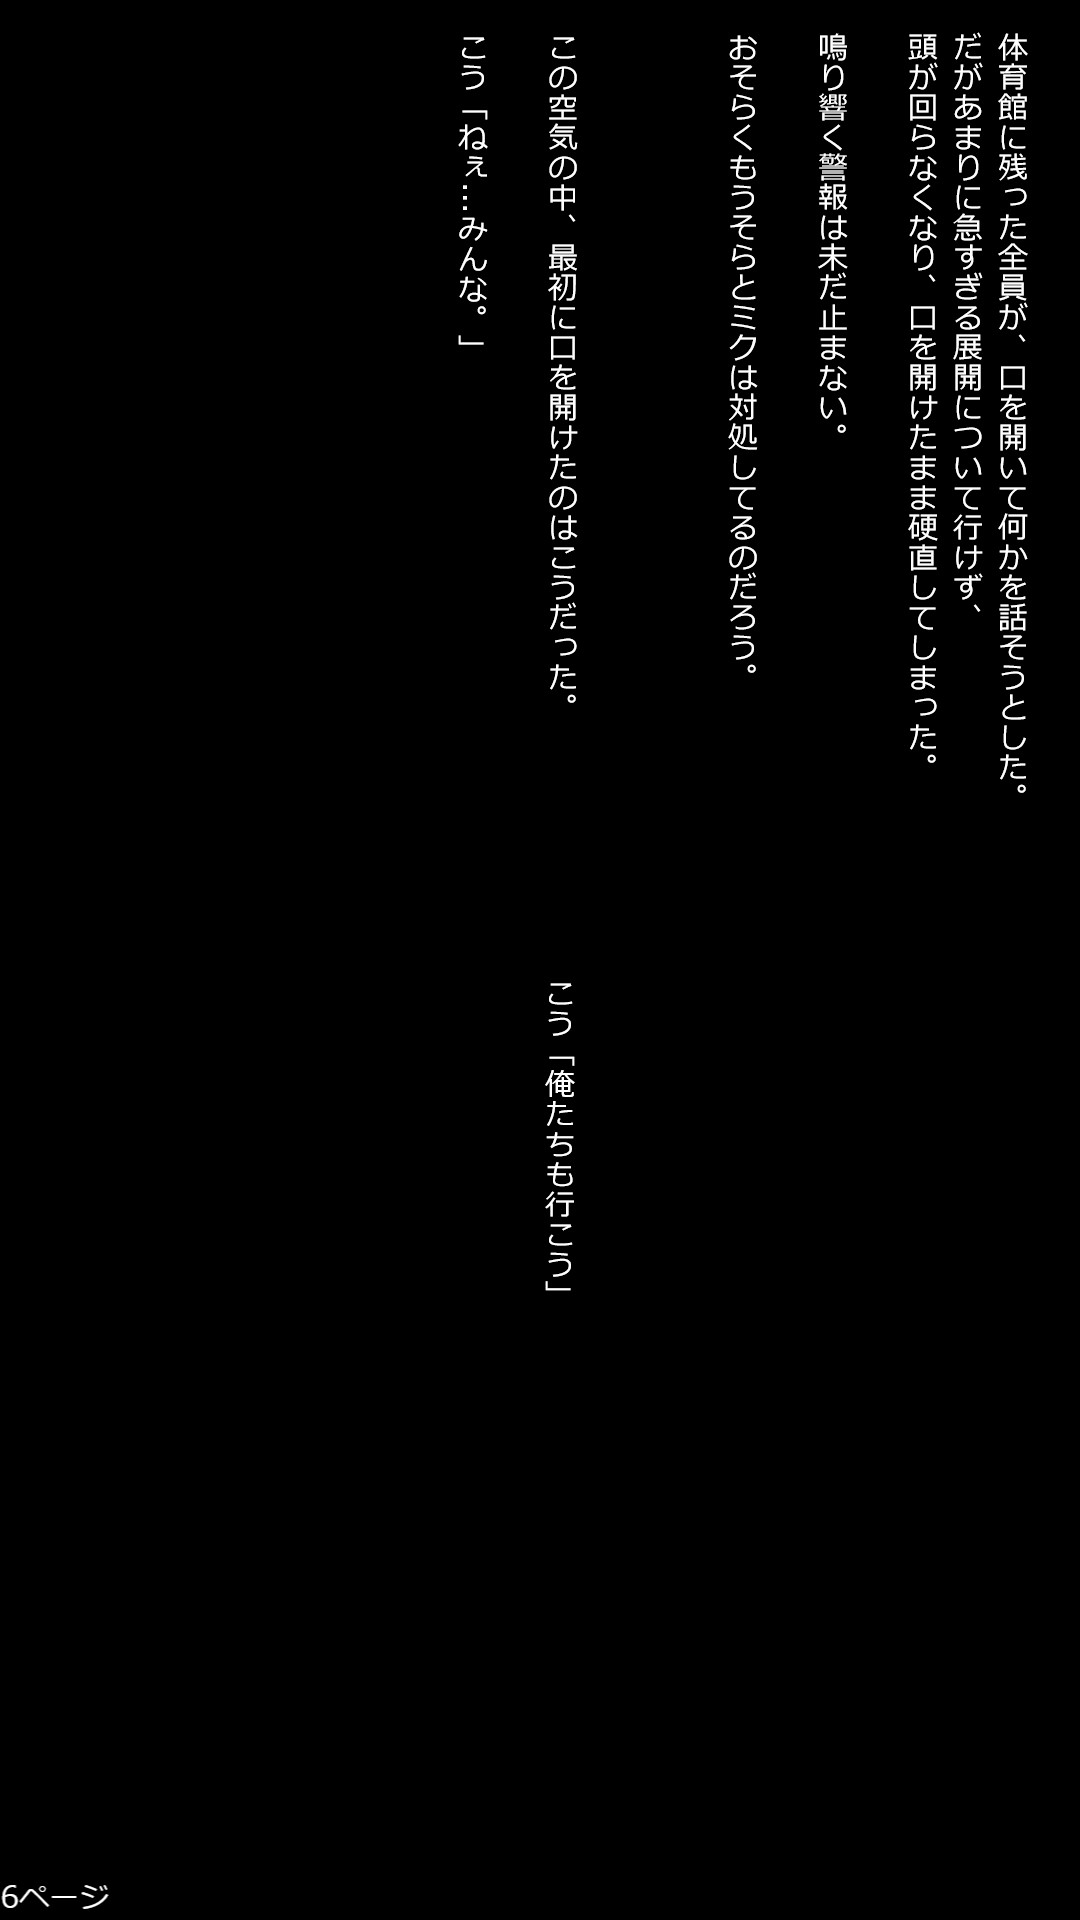 体育館に残った全員が、口を開いて何かを話そうとした。
だがあまりに急すぎる展開について行けず、
頭が回らなくなり、口を開けたまま硬直してしまった。
鳴り響く警報は未だ止まない。
おそらくもうそらとミクは対処してるのだろう。
この空気の中、最初に口を開けたのはこうだった。
こう「ねぇ…みんな。」
こう「俺たちも行こう」
6ページ